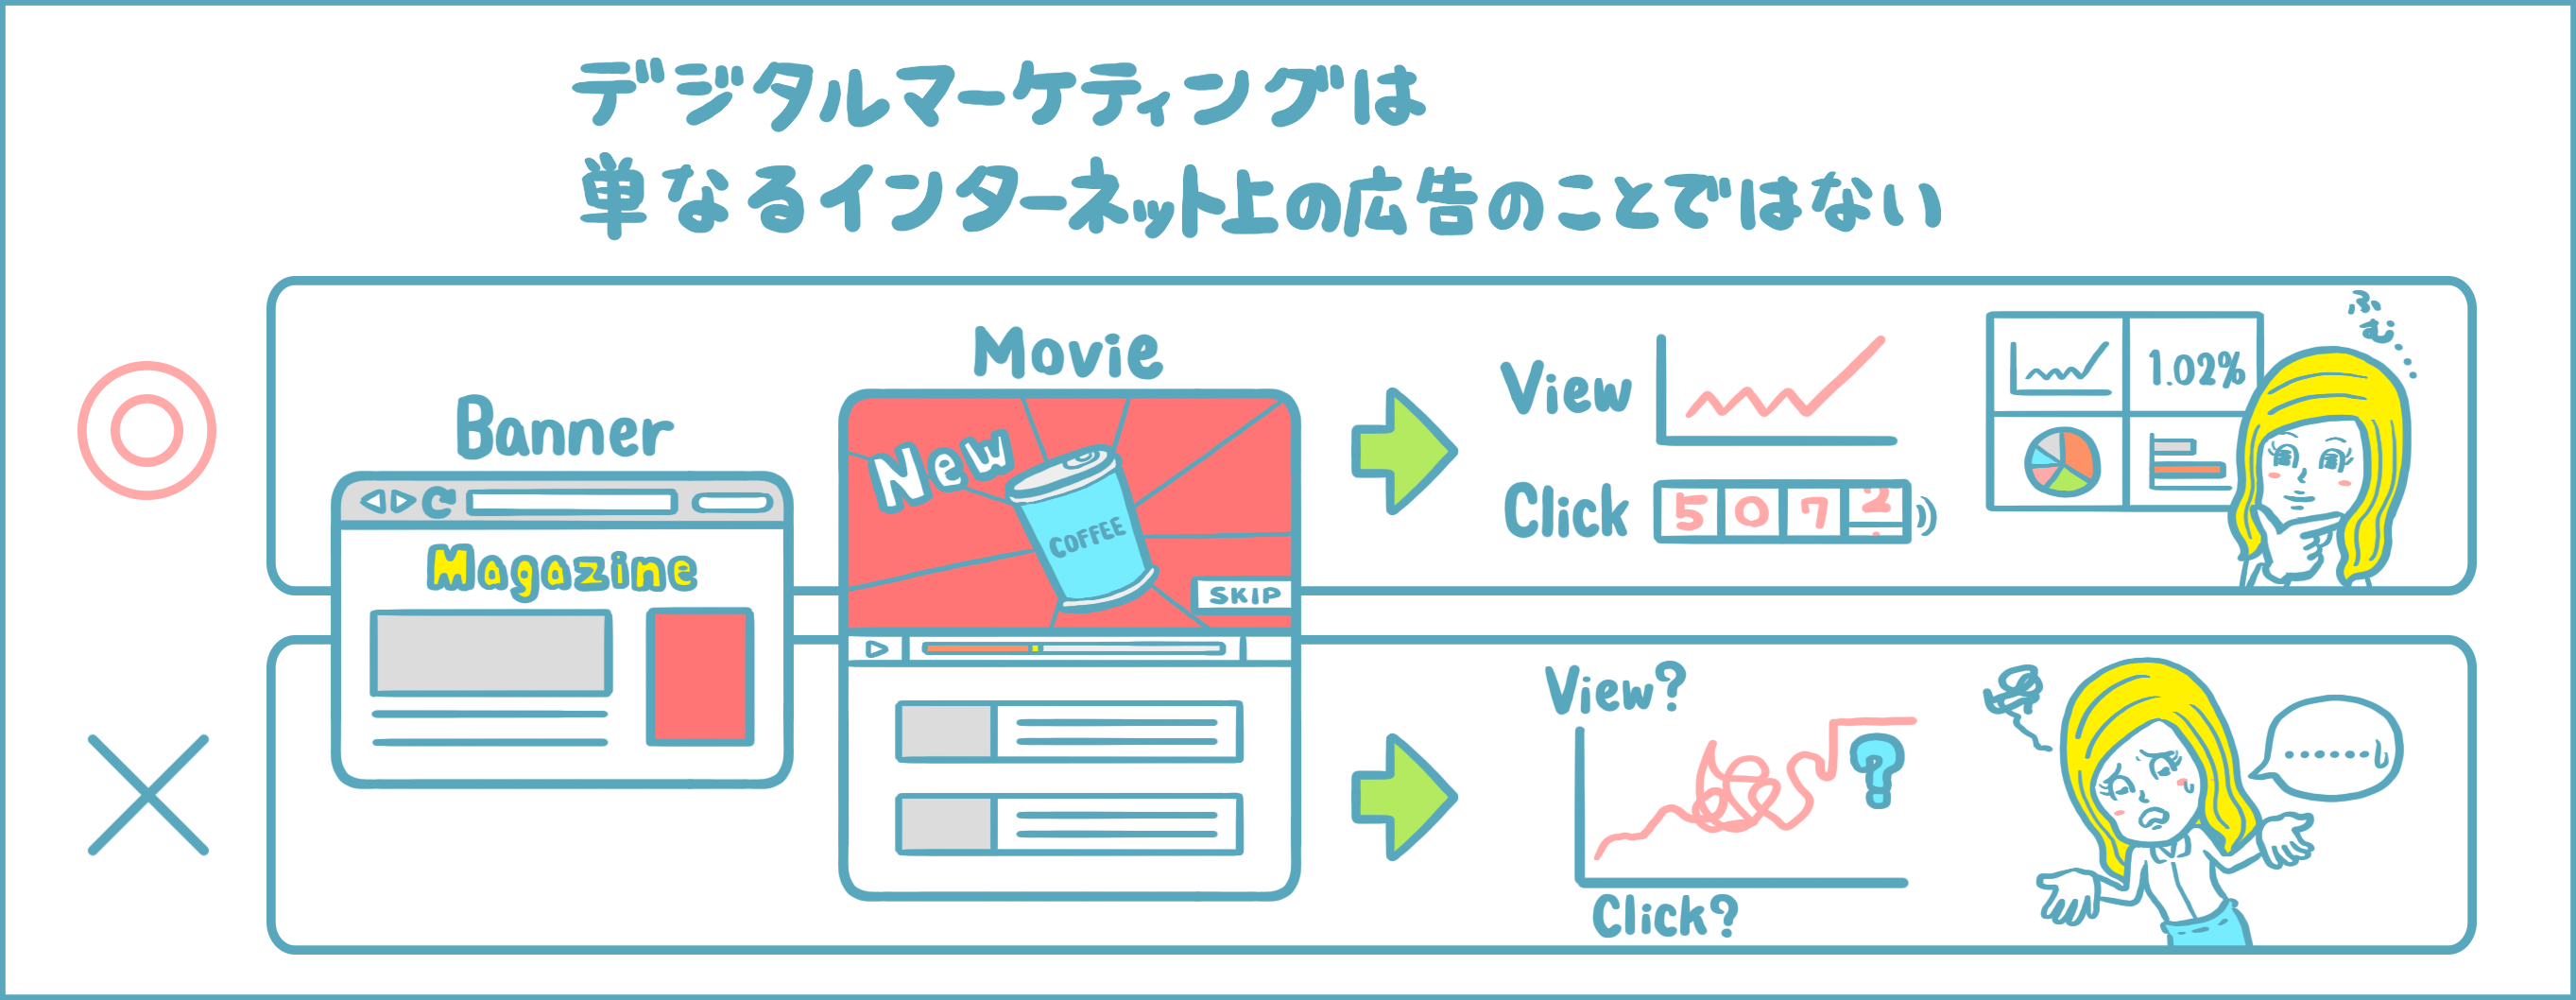 デジタルマーケティングは
単なるインターネット上の広告のことではない
Banner
Magazine
Movie
New
COFFEE
SKIP
View
Click
5 0 7 2
1.02%
ふむ・・・
View?
Click?
?
……